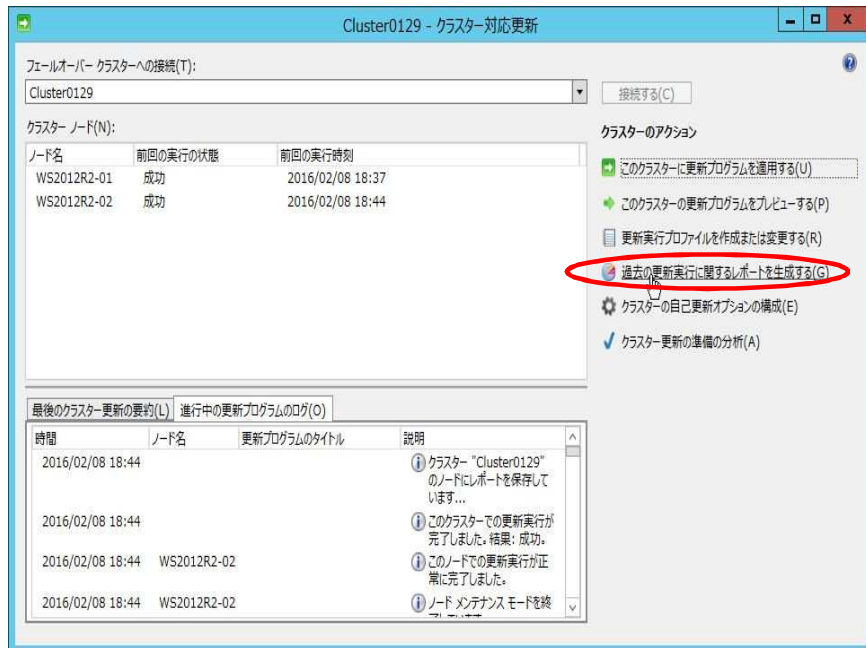 Cluster0129 - クラスター対応更新
フェールオーバー クラスターへの接続(T):
Cluster0129
接続する(C)
クラスター ノード(N):
ノード名 前回の実行の状態 前回の実行時刻
WS2012R2-01 成功 2016/02/08 18:37
WS2012R2-02 成功 2016/02/08 18:44
クラスターのアクション
このクラスターに更新プログラムを適用する(U)
このクラスターの更新プログラムをプレビューする(P)
更新実行プロファイルを作成または変更する(R)
過去の更新実行に関するレポートを生成する(G)
クラスターの自己更新オプションの構成(E)
クラスター更新の準備の分析(A)
最後のクラスター更新の要約(L) 進行中の更新プログラムのログ(O)
時間 ノード名 更新プログラムのタイトル 説明
2016/02/08 18:44 クラスター "Cluster0129"
のノードにレポートを保存して
います...
2016/02/08 18:44 このクラスターでの更新実行が
完了しました。結果: 成功。
2016/02/08 18:44 WS2012R2-02 このノードでの更新実行が正
常に完了しました。
2016/02/08 18:44 WS2012R2-02 ノード メンテナンス モードを終